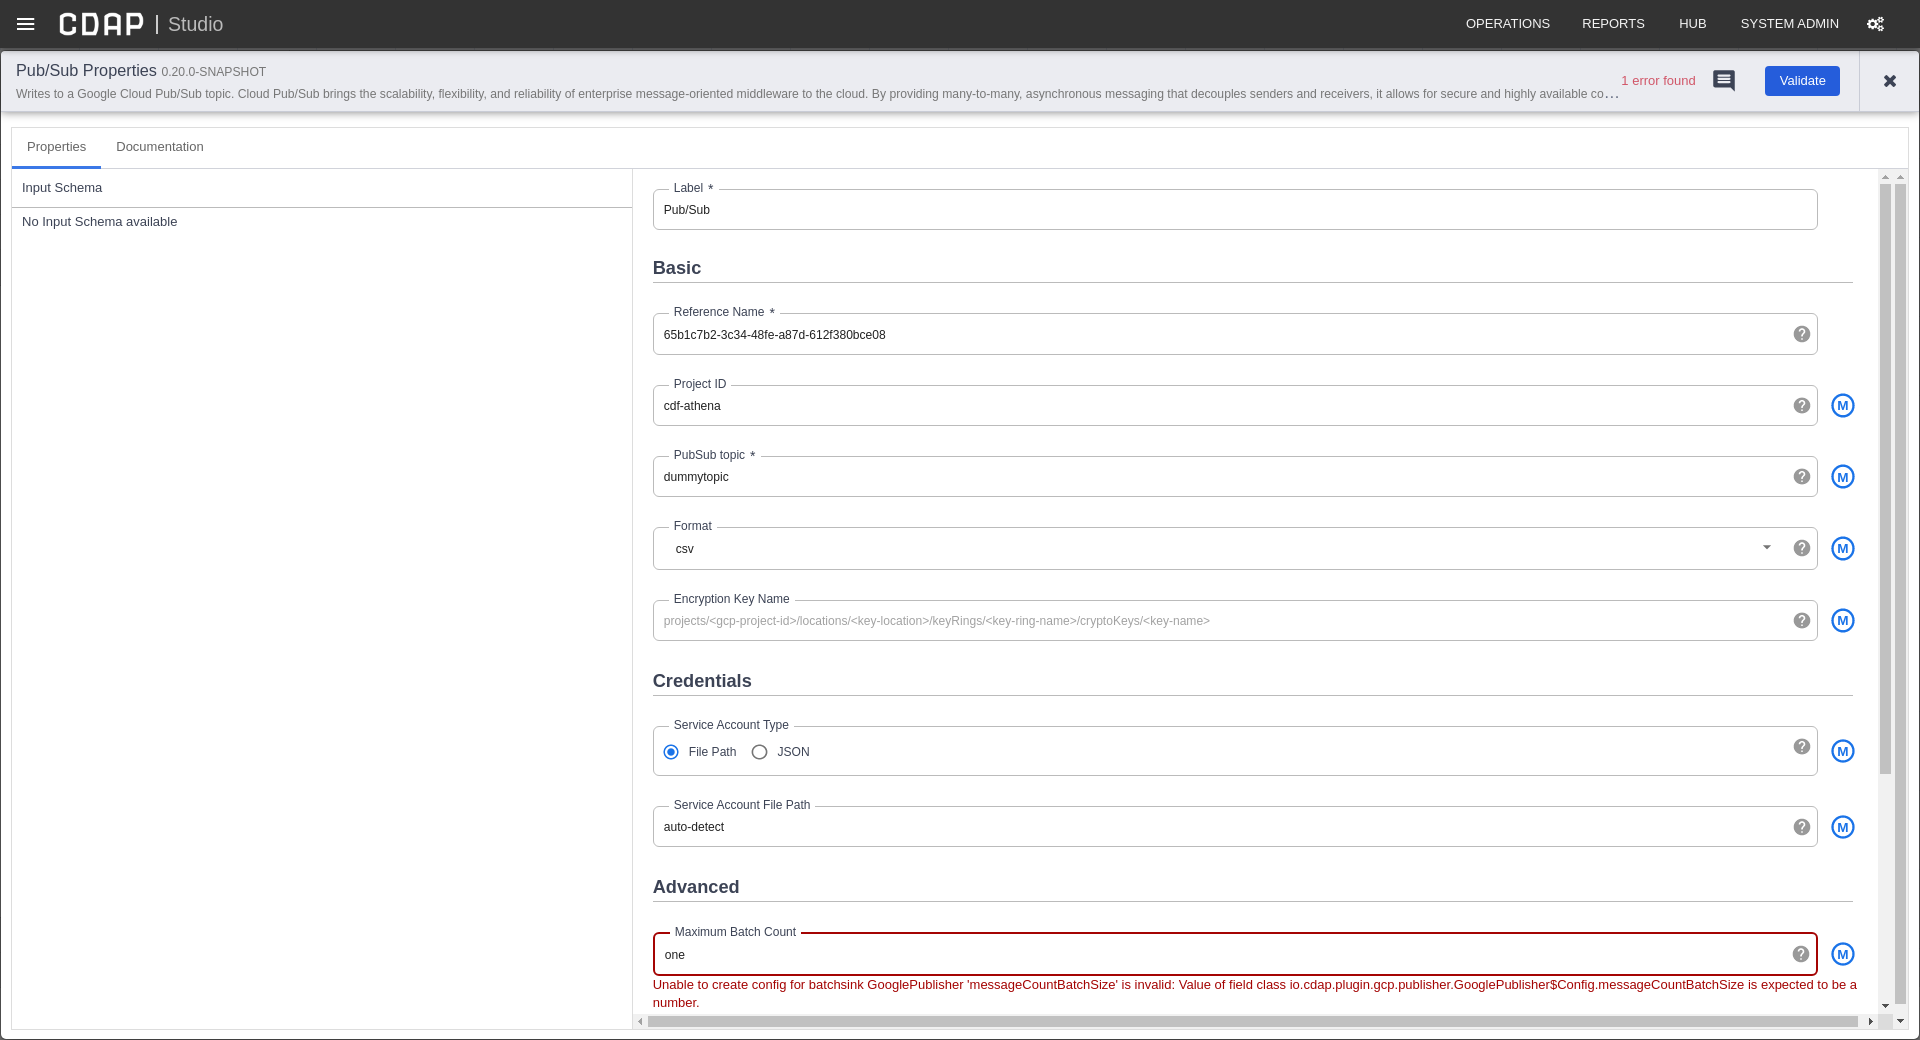 CDAP | Studio
OPERATIONS REPORTS HUB SYSTEM ADMIN
Pub/Sub Properties 0.20.0-SNAPSHOT
Writes to a Google Cloud Pub/Sub topic. Cloud Pub/Sub brings the scalability, flexibility, and reliability of enterprise message-oriented middleware to the cloud. By providing many-to-many, asynchronous messaging that decouples senders and receivers, it allows for secure and highly available co...
1 error found
Validate
Properties Documentation
Input Schema
No Input Schema available
Label *
Pub/Sub
Basic
Reference Name *
65b1c7b2-3c34-48fe-a87d-612f380bce08
Project ID
cdf-athena
M
PubSub topic *
dummytopic
M
Format
csv
M
Encryption Key Name
projects/<gcp-project-id>/locations/<key-location>/keyRings/<key-ring-name>/cryptoKeys/<key-name>
M
Credentials
Service Account Type
File Path JSON
M
Service Account File Path
auto-detect
M
Advanced
Maximum Batch Count
one
M
Unable to create config for batchsink GooglePublisher 'messageCountBatchSize' is invalid: Value of field class io.cdap.plugin.gcp.publisher.GooglePublisher$Config.messageCountBatchSize is expected to be a
number.